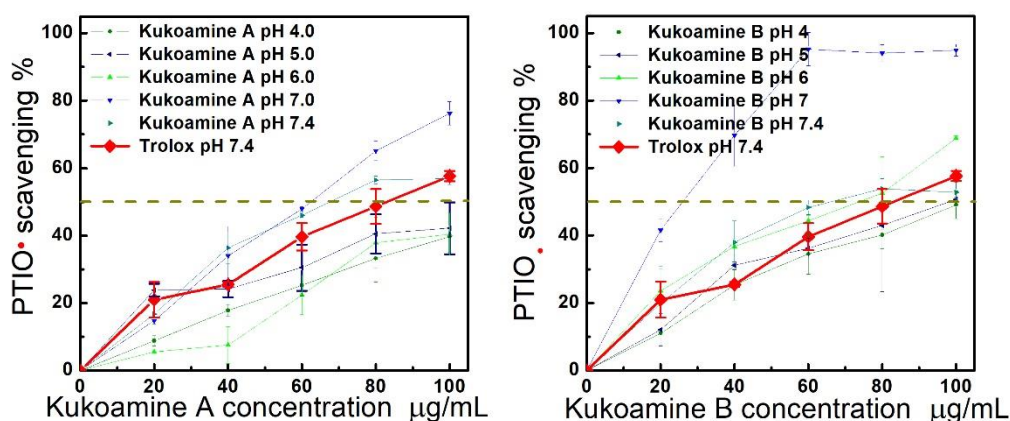 PTIO• scavenging %
100
80
60
40
20
0
Kukoamine A pH 4.0
Kukoamine A pH 5.0
Kukoamine A pH 6.0
Kukoamine A pH 7.0
Kukoamine A pH 7.4
Trolox pH 7.4
0 20 40 60 80 100
Kukoamine A concentration μg/mL
PTIO• scavenging %
100
80
60
40
20
0
Kukoamine B pH 4
Kukoamine B pH 5
Kukoamine B pH 6
Kukoamine B pH 7
Kukoamine B pH 7.4
Trolox pH 7.4
0 20 40 60 80 100
Kukoamine B concentration μg/mL